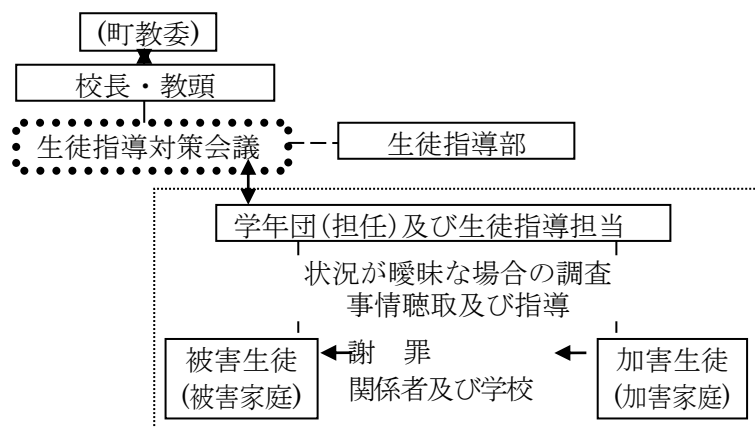 (町教委)
校長・教頭
生徒指導対策会議
生徒指導部
学年団(担任)及び生徒指導担当
状況が曖昧な場合の調査
事情聴取及び指導
被害生徒
(被害家庭)
謝　罪
関係者及び学校
加害生徒
(加害家庭)